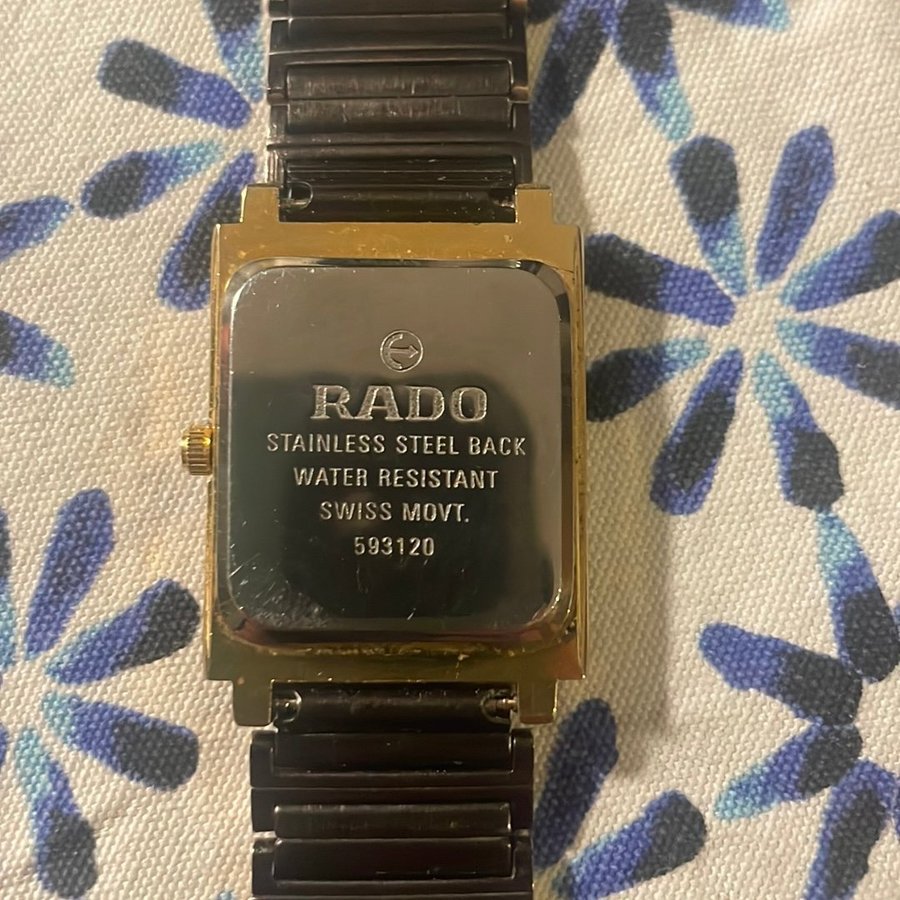 RADO
STAINLESS STEEL BACK
WATER RESISTANT
SWISS MOVT.
593120